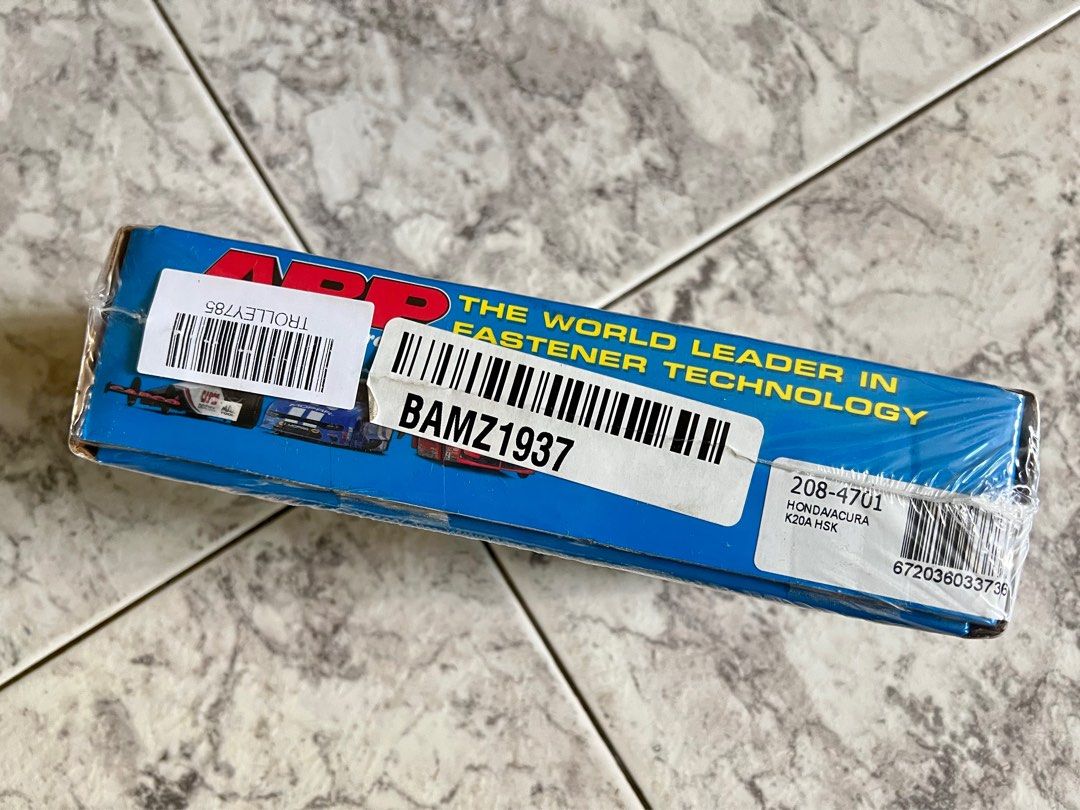 ARP
THE WORLD LEADER IN
FASTENER TECHNOLOGY
TROLLEY785
BAMZ1937
208-4701
HONDA/ACURA
K20A HSK
672036033736